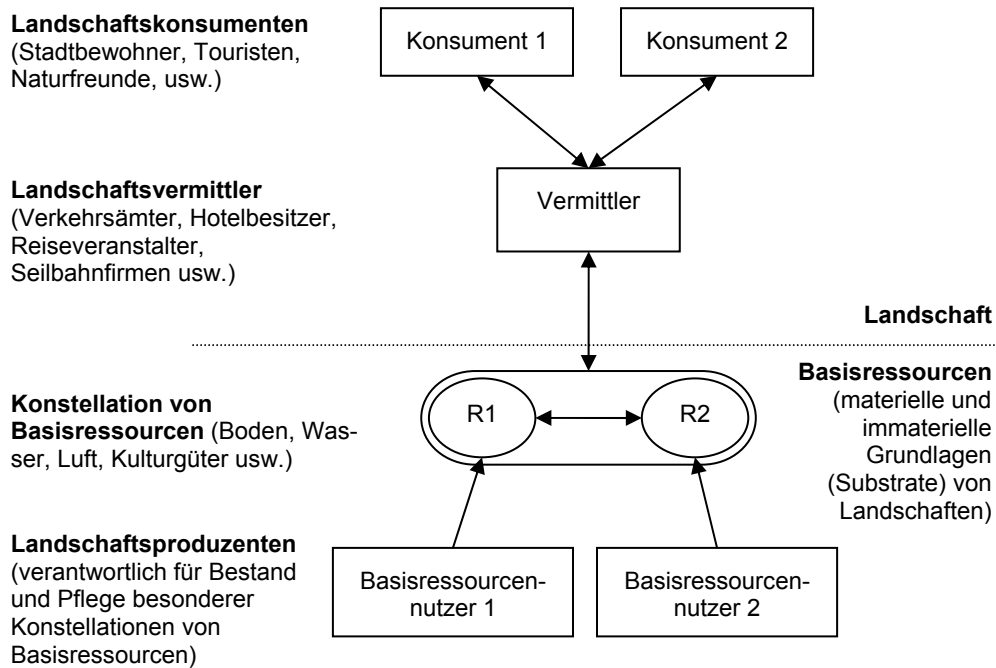 Landschaftskonsumenten
(Stadtbewohner, Touristen,
Naturfreunde, usw.)
Konsument 1
Konsument 2
Landschaftsvermittler
(Verkehrsämter, Hotelbesitzer,
Reiseveranstalter,
Seilbahnfirmen usw.)
Vermittler
Landschaft
Konstellation von
Basisressourcen (Boden, Was-
ser, Luft, Kulturgüter usw.)
R1
R2
Basisressourcen
(materielle und
immaterielle
Grundlagen
(Substrate) von
Landschaften)
Landschaftsproduzenten
(verantwortlich für Bestand
und Pflege besonderer
Konstellationen von
Basisressourcen)
Basisressourcen-
nutzer 1
Basisressourcen-
nutzer 2